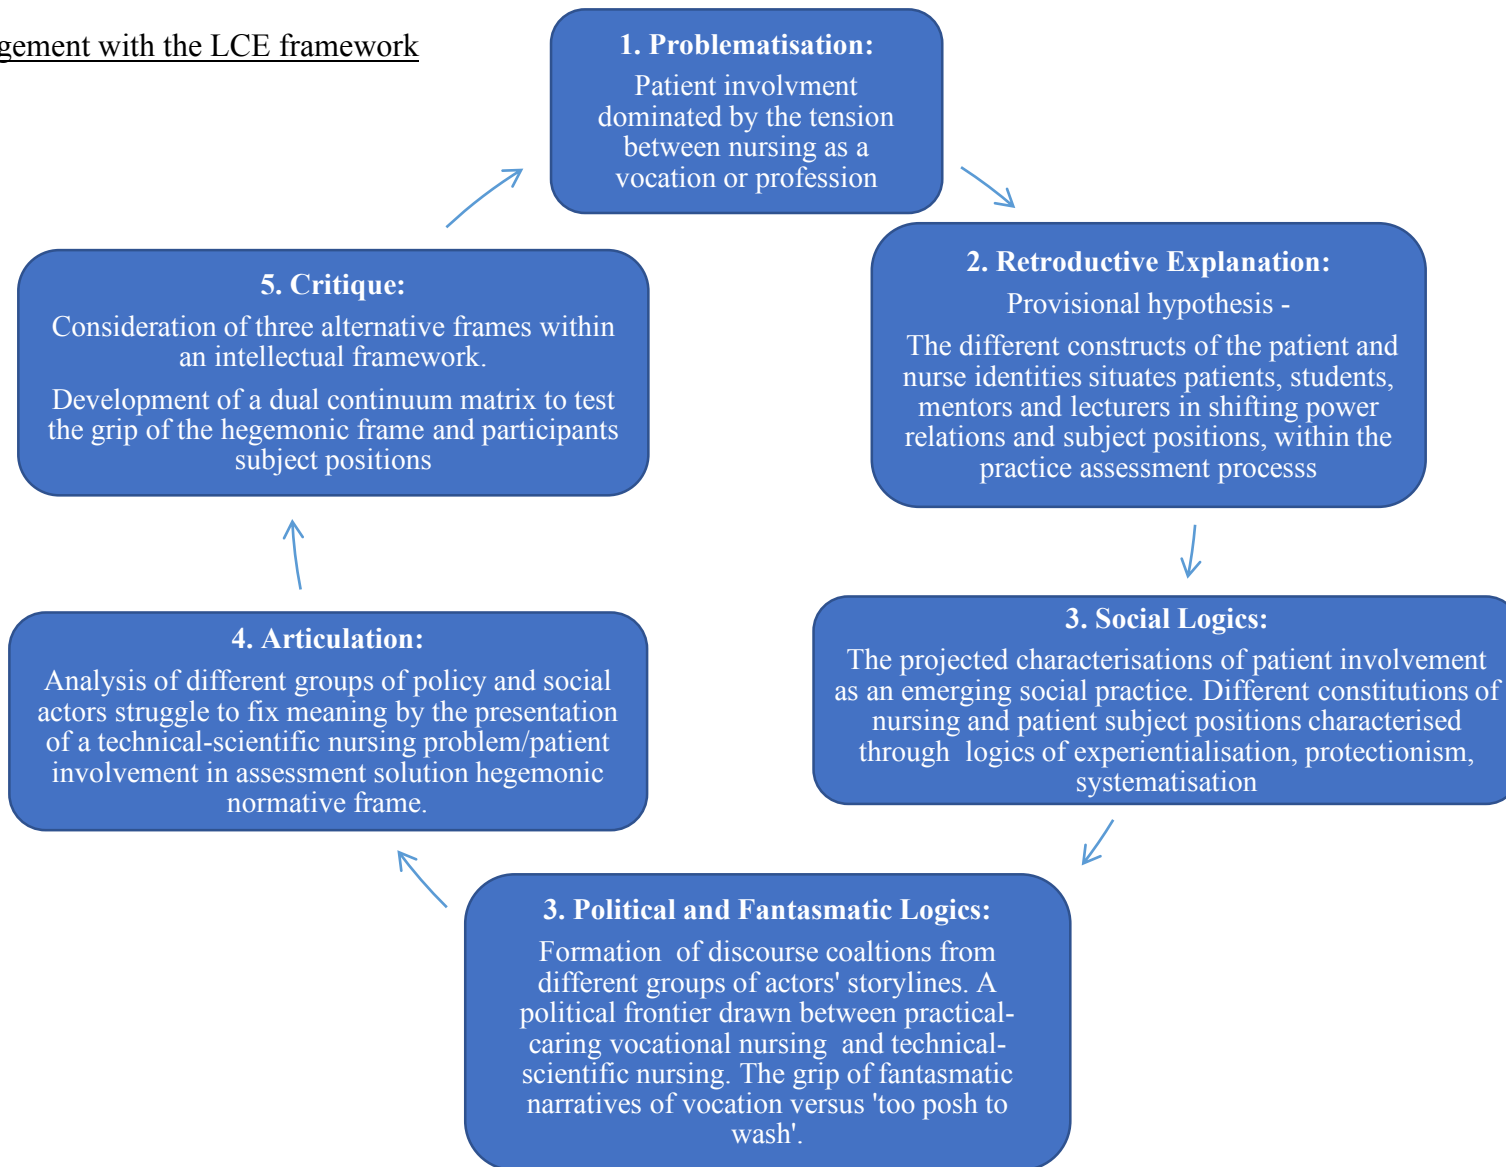 gement with the LCE framework
1. Problematisation:
Patient involvment
dominated by the tension
between nursing as a
vocation or profession
2. Retroductive Explanation:
Provisional hypothesis -
The different constructs of the patient and
nurse identities situates patients, students,
mentors and lecturers in shifting power
relations and subject positions, within the
practice assessment processs
3. Social Logics:
The projected characterisations of patient involvement
as an emerging social practice. Different constitutions of
nursing and patient subject positions characterised
through logics of experientialisation, protectionism,
systematisation
3. Political and Fantasmatic Logics:
Formation of discourse coaltions from
different groups of actors' storylines. A
political frontier drawn between practical-
caring vocational nursing and technical-
scientific nursing. The grip of fantasmatic
narratives of vocation versus 'too posh to
wash'.
4. Articulation:
Analysis of different groups of policy and social
actors struggle to fix meaning by the presentation
of a technical-scientific nursing problem/patient
involvement in assessment solution hegemonic
normative frame.
5. Critique:
Consideration of three alternative frames within
an intellectual framework.
Development of a dual continuum matrix to test
the grip of the hegemonic frame and participants
subject positions